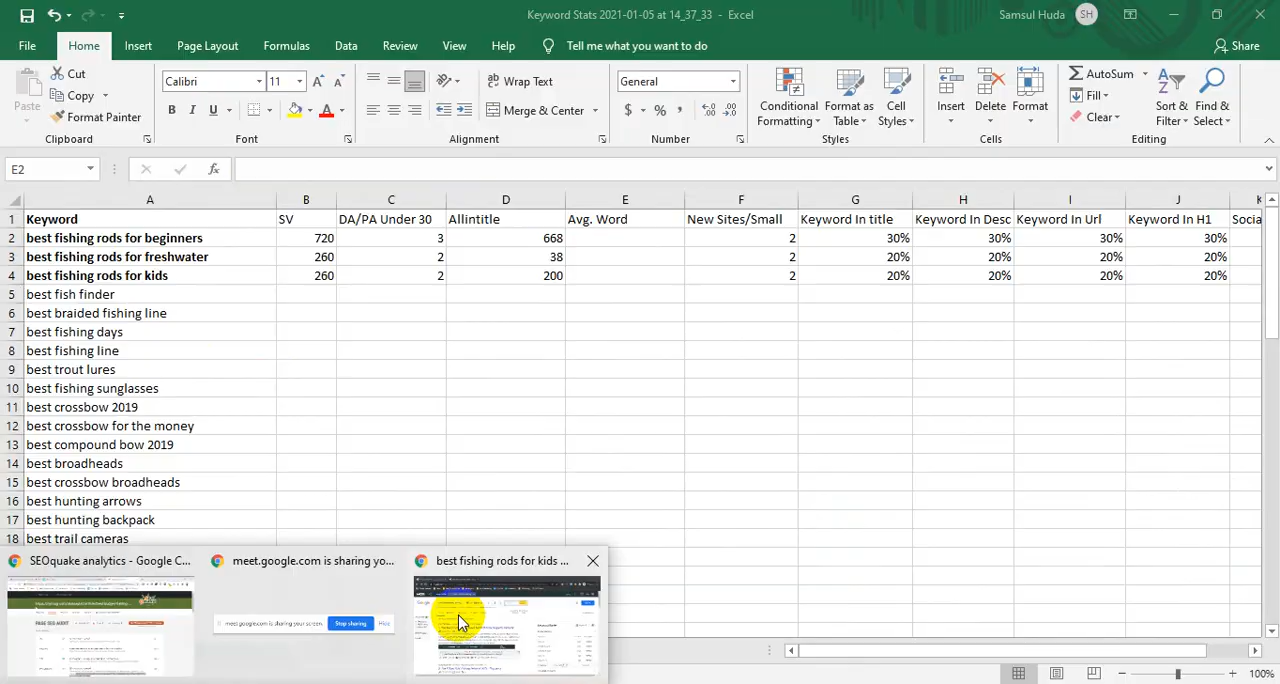 Keyword Stats 2021-01-05 at 14_37_33 - Excel
Samsul Huda SH
File Home Insert Page Layout Formulas Data Review View Help Tell me what you want to do Share
Paste Cut Copy Format Painter
Calibri 11
B I U
Wrap Text
Merge & Center
General
$ % ,
Conditional Formatting
Format as Table
Cell Styles
Insert Delete Format
AutoSum Fill Clear
Sort & Filter
Find & Select
Clipboard Font Alignment Number Styles Cells Editing
E2 fx
A B C D E F G H I J K
1 Keyword SV DA/PA Under 30 Allintitle Avg. Word New Sites/Small Keyword In title Keyword In Desc Keyword In Url Keyword In H1 Socia
2 best fishing rods for beginners 720 3 668 2 30% 30% 30% 30%
3 best fishing rods for freshwater 260 2 38 2 20% 20% 20% 20%
4 best fishing rods for kids 260 2 200 2 20% 20% 20% 20%
5 best fish finder
6 best braided fishing line
7 best fishing days
8 best fishing line
9 best trout lures
10 best fishing sunglasses
11 best crossbow 2019
12 best crossbow for the money
13 best compound bow 2019
14 best broadheads
15 best crossbow broadheads
16 best hunting arrows
17 best hunting backpack
18 best trail cameras
SEOquake analytics - Google C... meet.google.com is sharing yo... best fishing rods for kids ...
meet.google.com is sharing your screen. Stop sharing Hide
100%